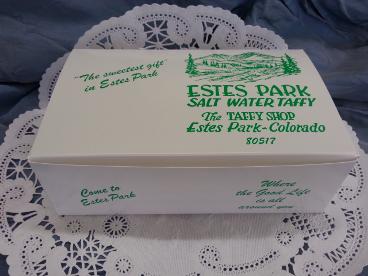 "The sweetest gift"
in Estes Park
ESTES PARK
SALT WATER TAFFY
The TAFFY SHOP
Estes Park-Colorado
80517
Come to
Estes Park
Where
the Good Life
is all
around you